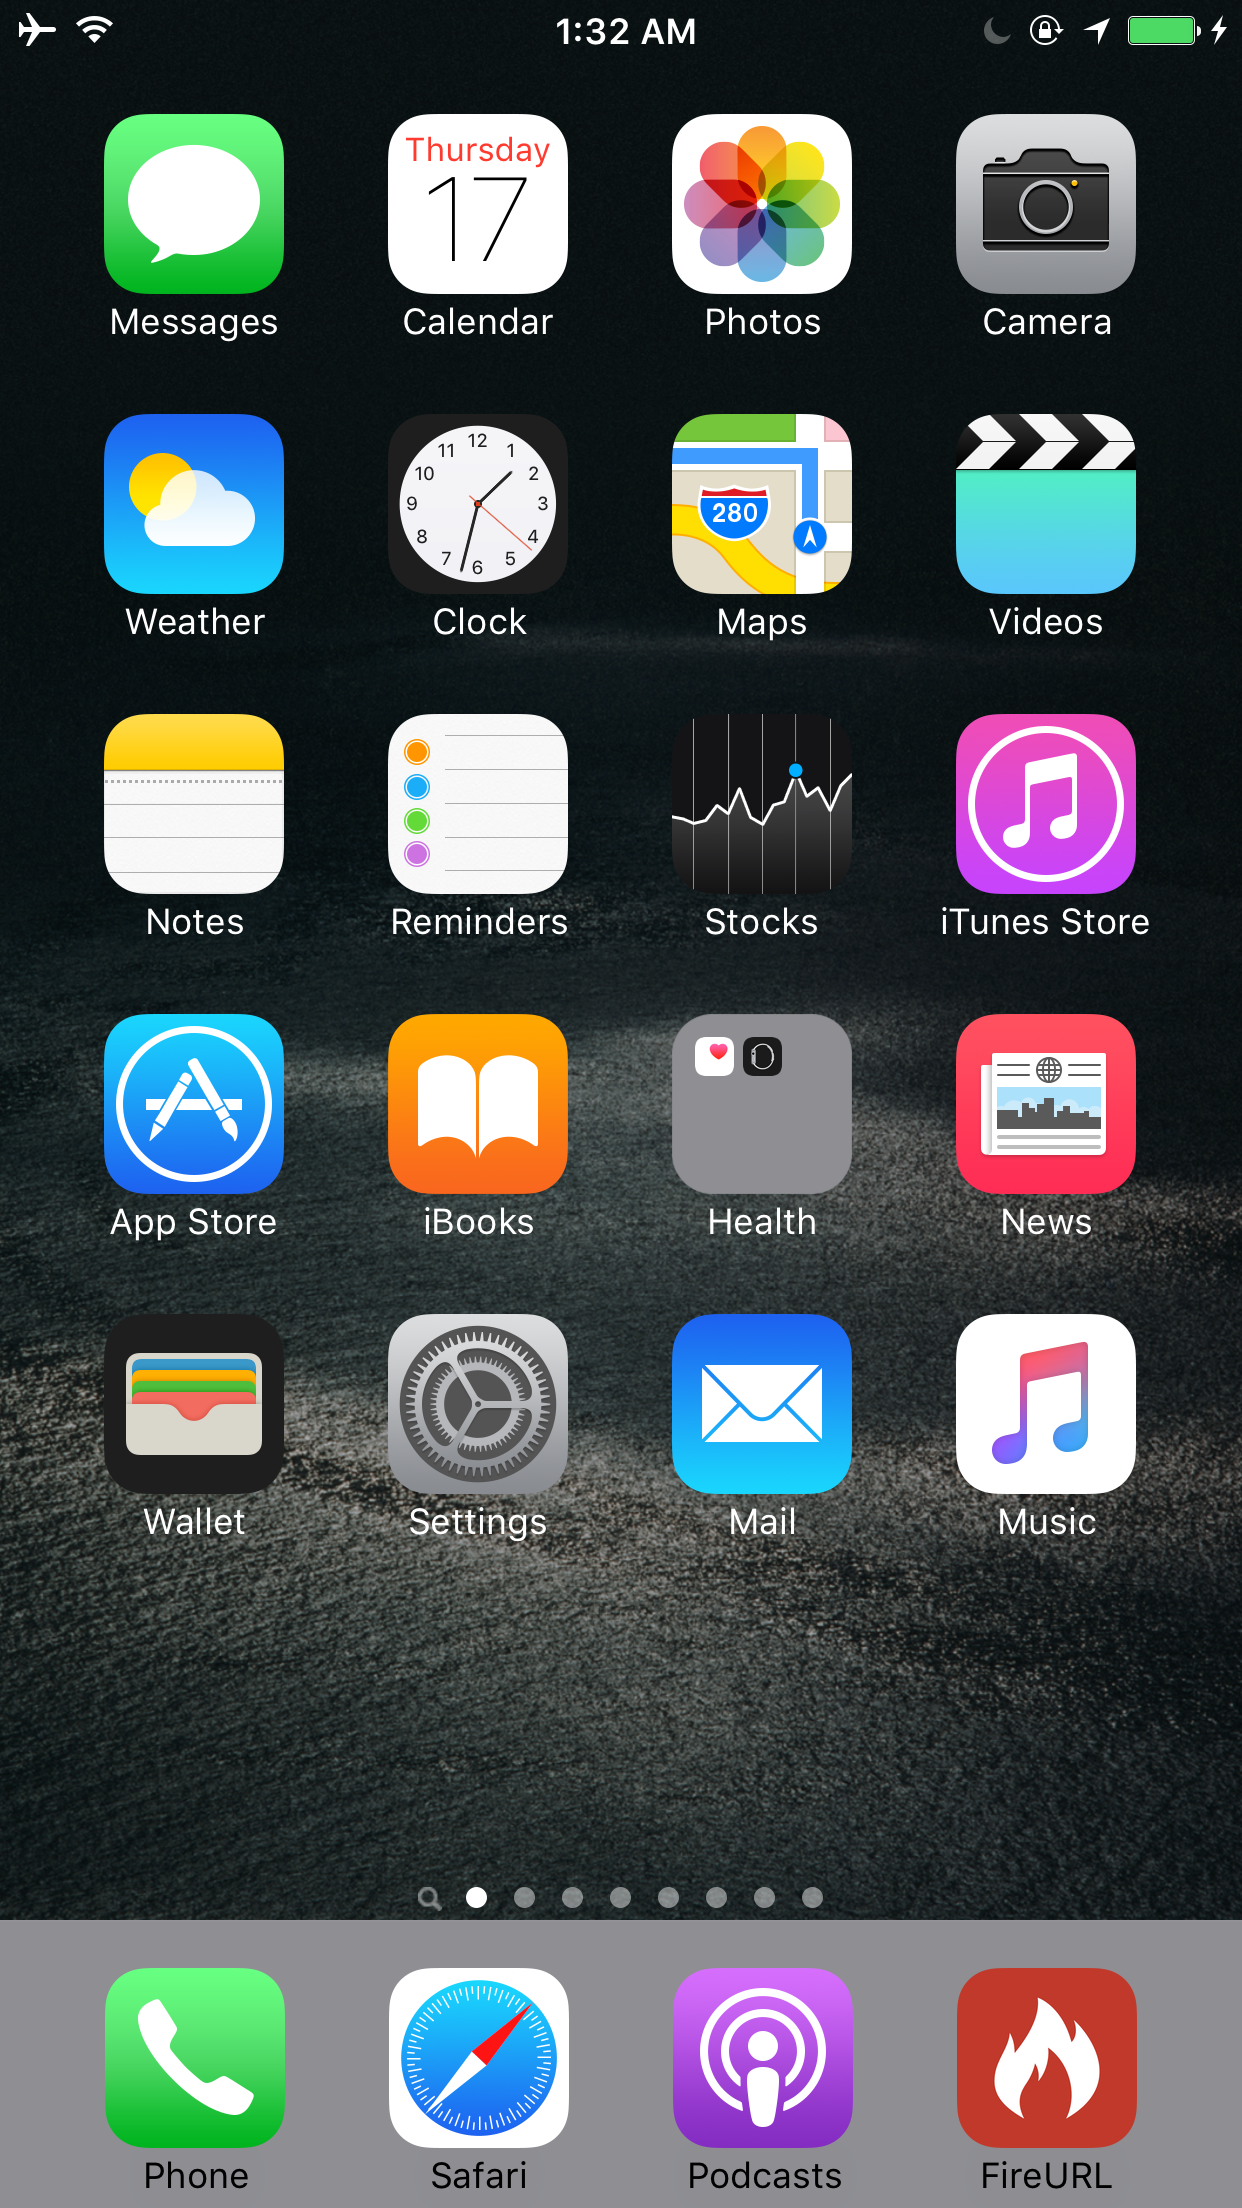 1:32 AM
Thursday
17
Messages
Calendar
Photos
Camera
12
11
1
10
2
9
3
8
4
7
5
6
280
Weather
Clock
Maps
Videos
Notes
Reminders
Stocks
iTunes Store
App Store
iBooks
Health
News
Wallet
Settings
Mail
Music
Phone
Safari
Podcasts
FireURL